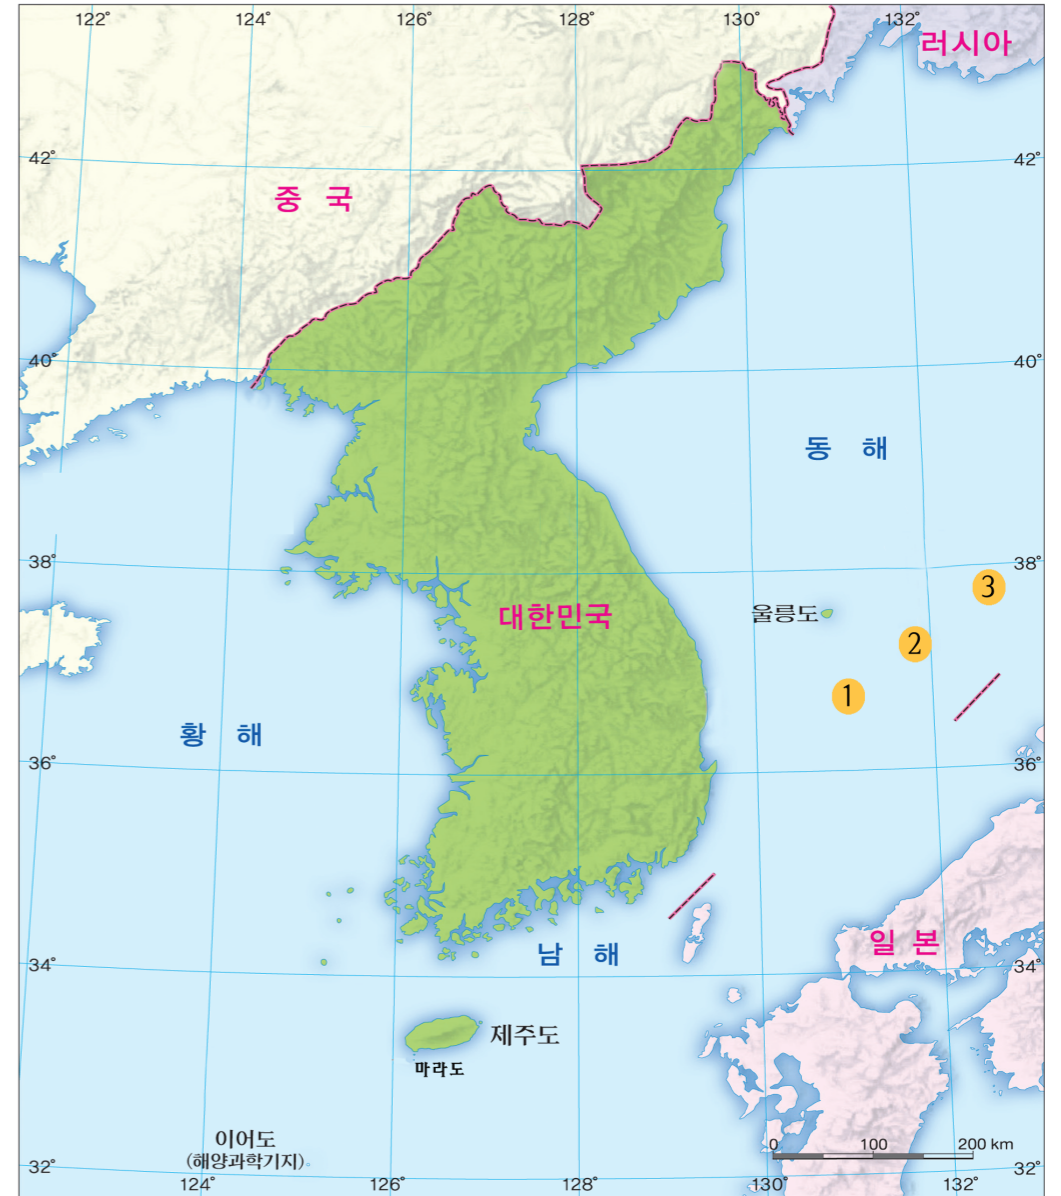 122° 124° 126° 128° 130° 132°
러시아
42° 42°
중 국
40° 40°
동 해
38° 38°
3
울릉도
대한민국
2
1
황 해
36° 36°
일 본
남 해
34° 34°
제주도
마라도
이어도
0 100 200 km
(해양과학기지)
32° 32°
124° 126° 128° 130° 132°